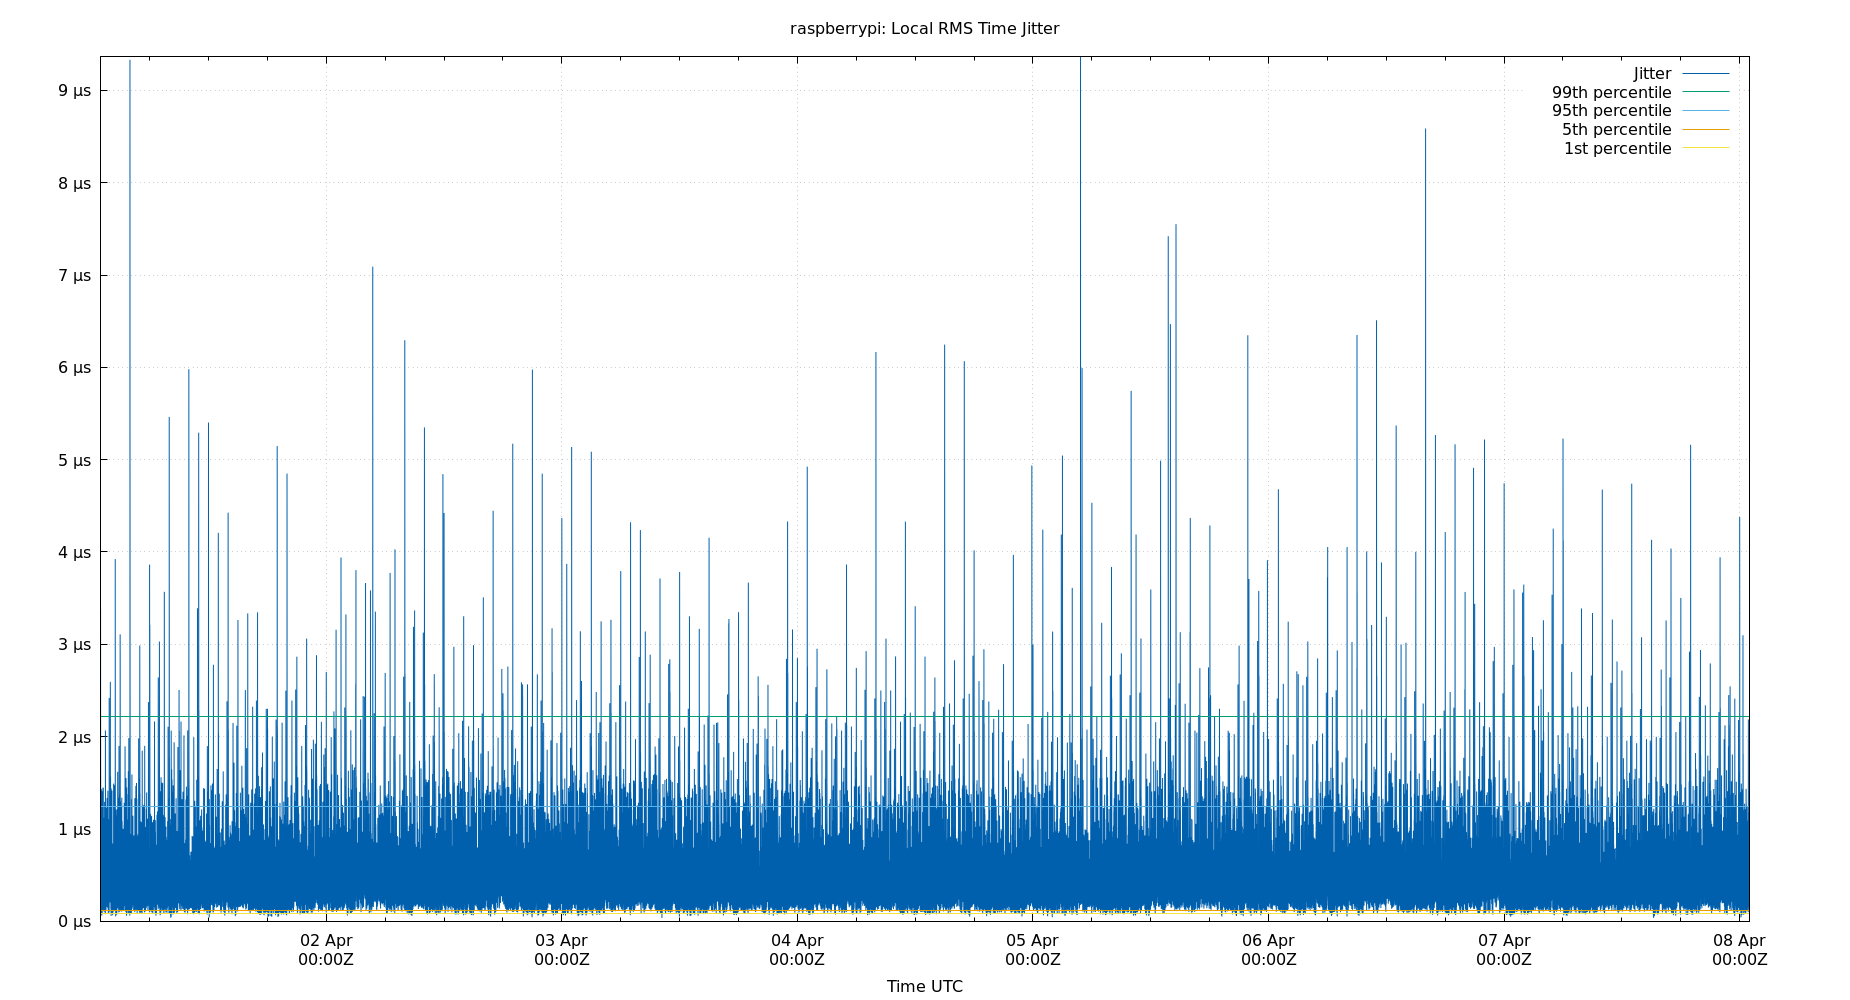 raspberrypi: Local RMS Time Jitter
Jitter
99th percentile
95th percentile
5th percentile
1st percentile
9 µs
8 µs
7 µs
6 µs
5 µs
4 µs
3 µs
2 µs
1 µs
0 µs
02 Apr
00:00Z
03 Apr
00:00Z
04 Apr
00:00Z
05 Apr
00:00Z
06 Apr
00:00Z
07 Apr
00:00Z
08 Apr
00:00Z
Time UTC